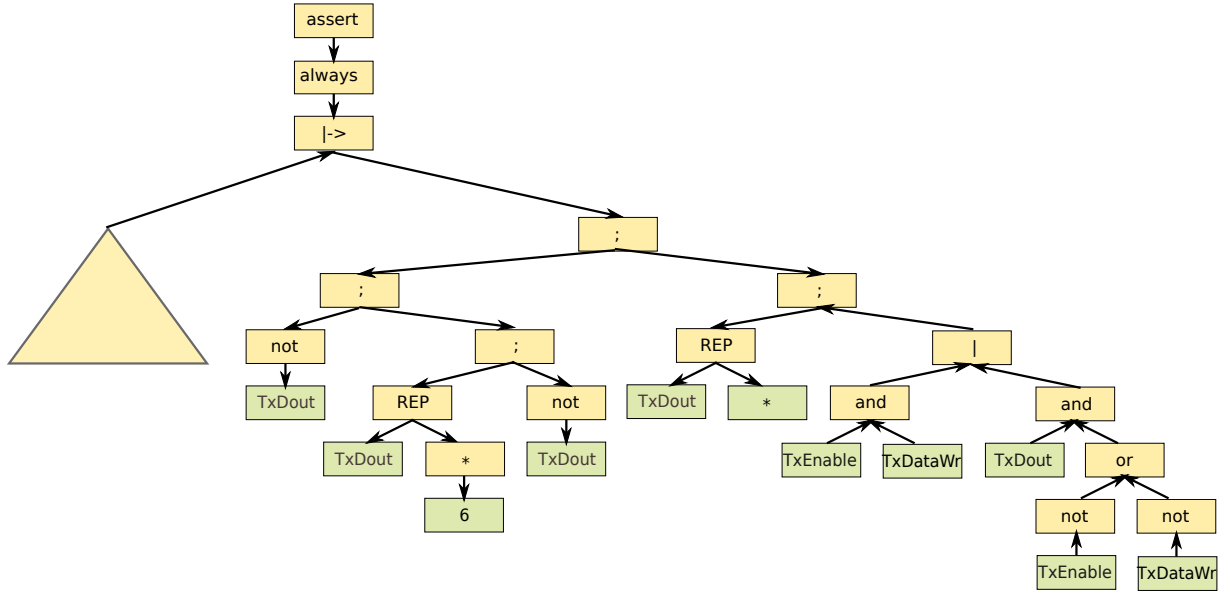 assert
always
|->
;
; ;
not ; REP |
TxDout REP not TxDout * and and
TxDout * TxDout TxEnable TxDataWr TxDout or
6 not not
TxEnable TxDataWr